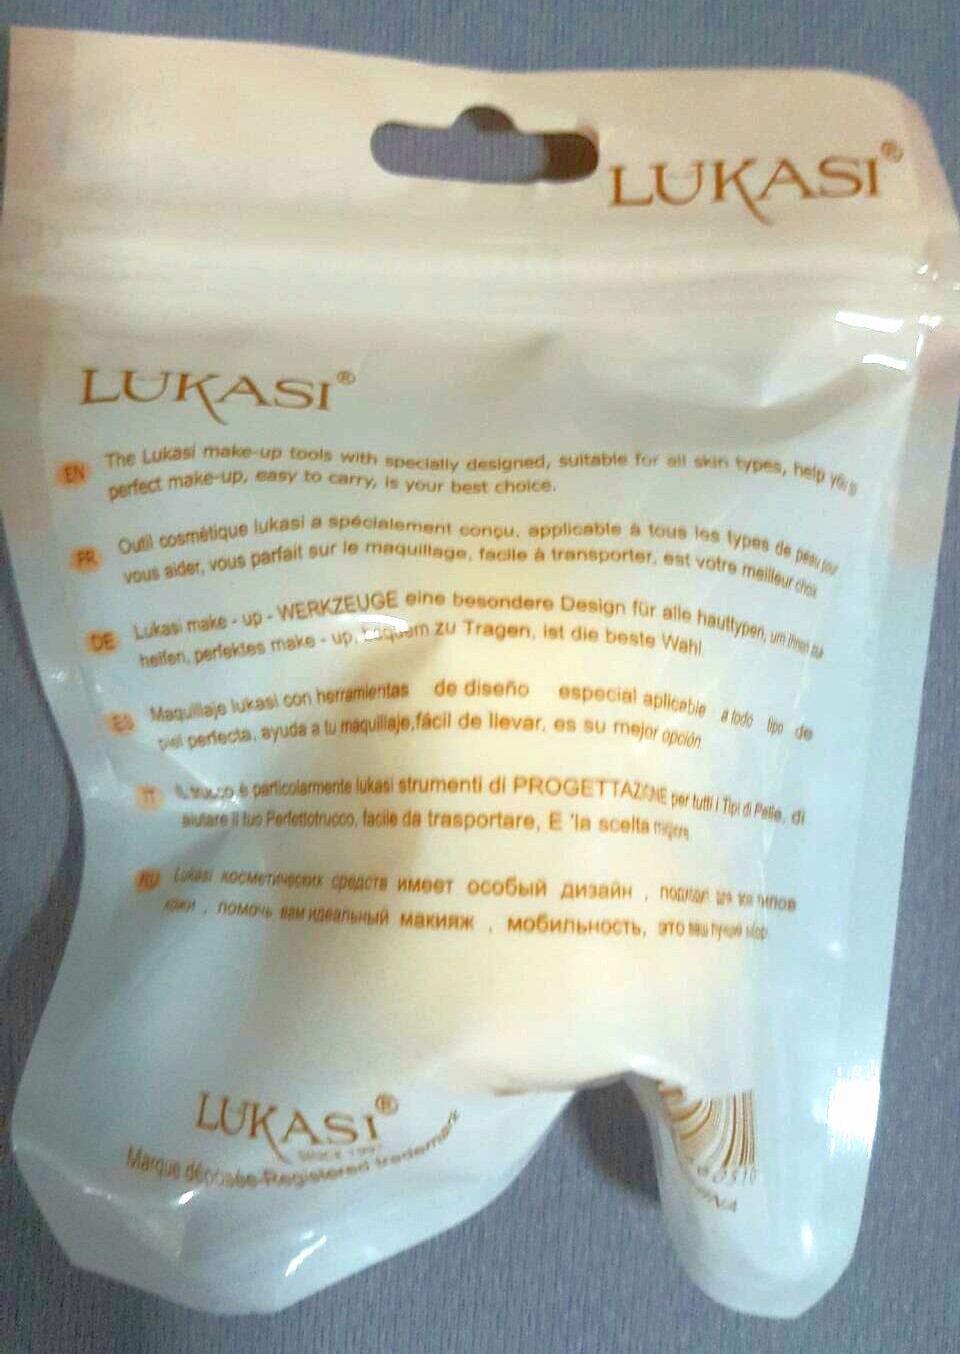 LUKASI®
LUKASI®
EN The Lukasi make-up tools with specially designed, suitable for all skin types, help you
perfect make-up, easy to carry, is your best choice.
FR Outil cosmétique lukasi a spécialement conçu, applicable à tous les types de peau pour
vous aider, vous parfait sur le maquillage, facile à transporter, est votre meilleur choix
DE Lukasi make - up - WERKZEUGE eine besondere Design für alle hauttypen, um Ihnen zu
helfen, perfektes make - up, zu Tragen, ist die beste Wahl
ES Maquillaje lukasi con herramientas de diseño especial aplicable a todo tipo de
piel perfecta, ayuda a tu maquillaje,fácil de llevar, es su mejor opción
IT IL trucco è particolarmente lukasi strumenti di PROGETTAZIONE per tutti i Tipi di Pelle, di
aiutare il tuo Perfettotrucco, facile da trasportare, E 'la scelta
RU Lukasi косметических средств имеет особый дизайн , типов
кожи , помочь вам идеальный макияж , мобильность, это ваш
LUKASI®
SINCE
Marque déposée-Registered trademark